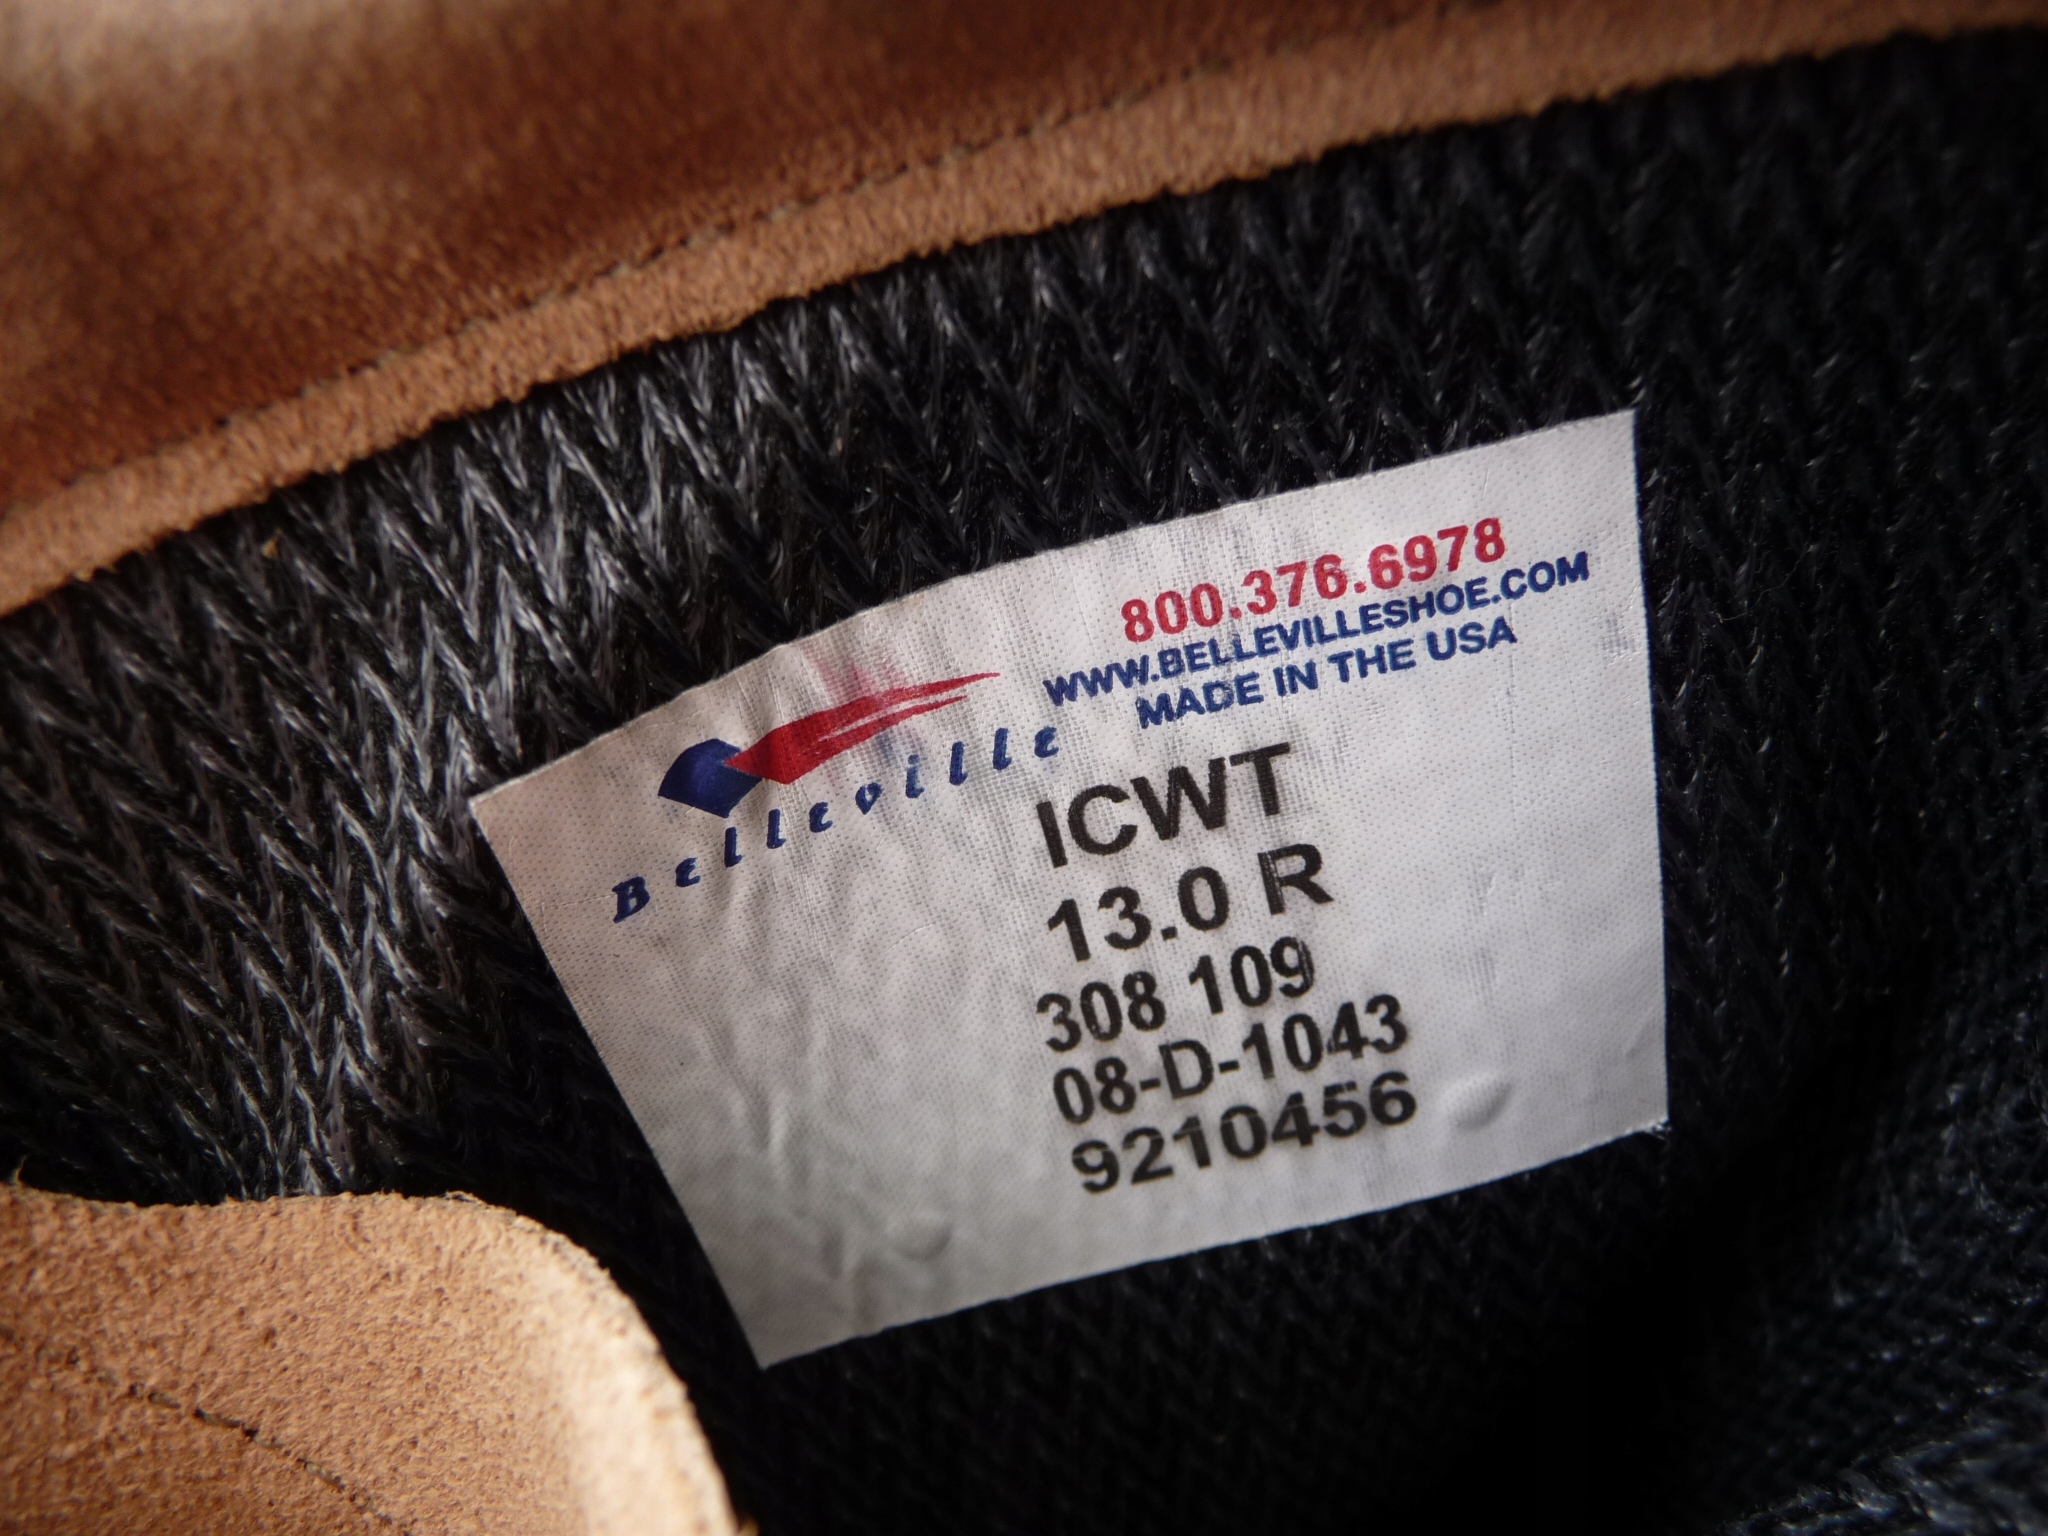 800.376.6978
WWW.BELLEVILLESHOE.COM
MADE IN THE USA
Belleville
ICWT
13.0 R
308 109
08-D-1043
9210456